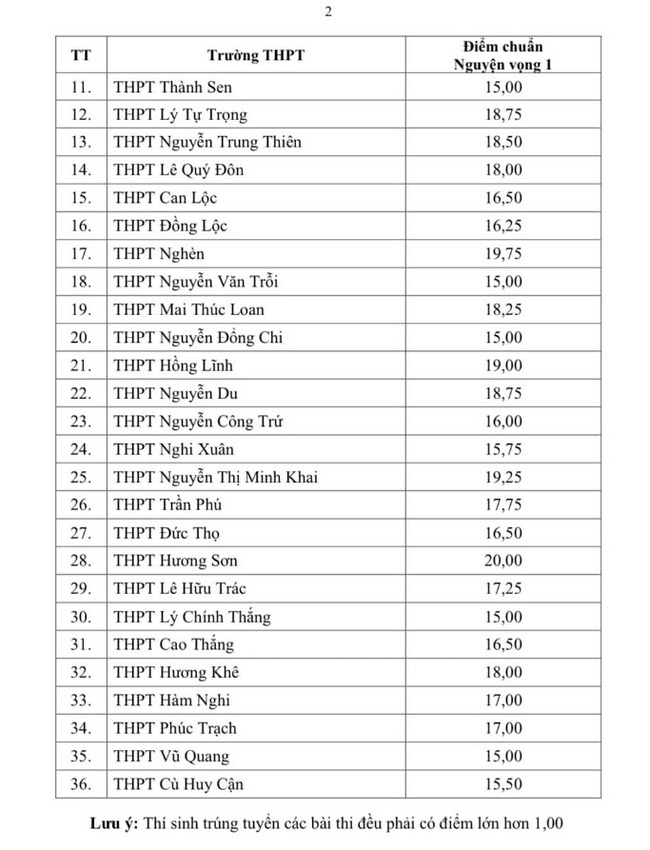 2
TT Trường THPT Điểm chuẩn
Nguyện vọng 1
11. THPT Thành Sen 15,00
12. THPT Lý Tự Trọng 18,75
13. THPT Nguyễn Trung Thiên 18,50
14. THPT Lê Quý Đôn 18,00
15. THPT Can Lộc 16,50
16. THPT Đồng Lộc 16,25
17. THPT Nghèn 19,75
18. THPT Nguyễn Văn Trỗi 15,00
19. THPT Mai Thúc Loan 18,25
20. THPT Nguyễn Đổng Chi 15,00
21. THPT Hồng Lĩnh 19,00
22. THPT Nguyễn Du 18,75
23. THPT Nguyễn Công Trứ 16,00
24. THPT Nghi Xuân 15,75
25. THPT Nguyễn Thị Minh Khai 19,25
26. THPT Trần Phú 17,75
27. THPT Đức Thọ 16,50
28. THPT Hương Sơn 20,00
29. THPT Lê Hữu Trác 17,25
30. THPT Lý Chính Thắng 15,00
31. THPT Cao Thắng 16,50
32. THPT Hương Khê 18,00
33. THPT Hàm Nghi 17,00
34. THPT Phúc Trạch 17,00
35. THPT Vũ Quang 15,00
36. THPT Cù Huy Cận 15,50
Lưu ý: Thí sinh trúng tuyển các bài thi đều phải có điểm lớn hơn 1,00